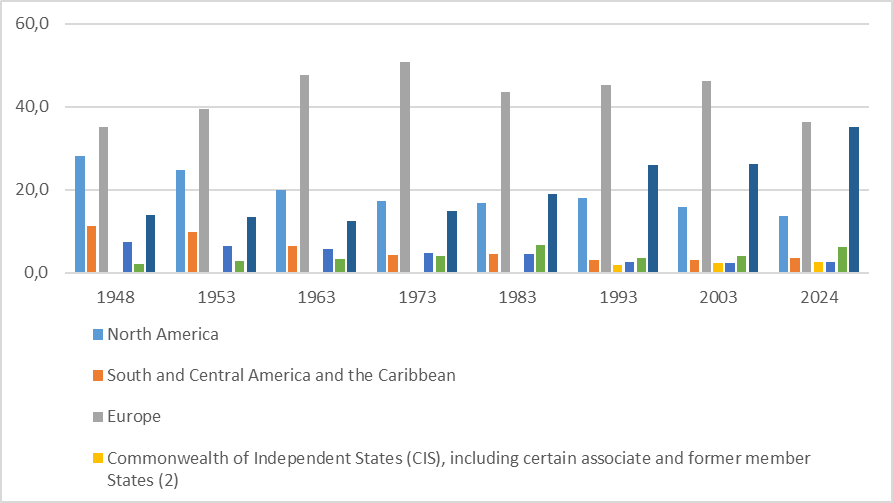 60,0
40,0
20,0
0,0
1948 1953 1963 1973 1983 1993 2003 2024
North America
South and Central America and the Caribbean
Europe
Commonwealth of Independent States (CIS), including certain associate and former member
States (2)